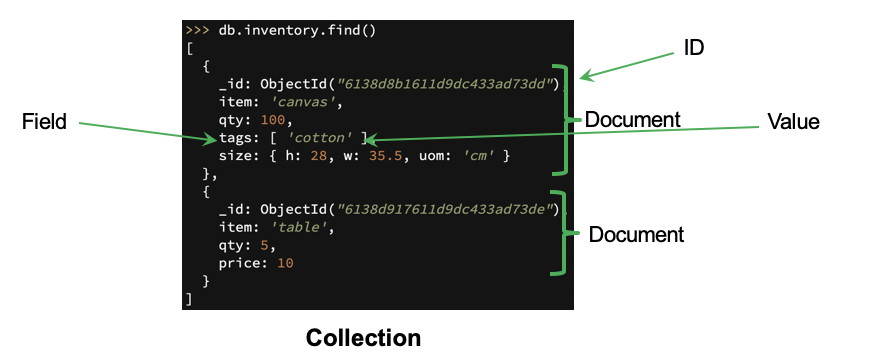 >>> db.inventory.find()
[
{
_id: ObjectId("6138d8b1611d9dc433ad73dd")
item: 'canvas',
qty: 100,
tags: [ 'cotton' ]
size: { h: 28, w: 35.5, uom: 'cm' }
},
{
_id: ObjectId("6138d917611d9dc433ad73de"),
item: 'table',
qty: 5,
price: 10
}
]
ID
Field
Document
Value
Document
Collection